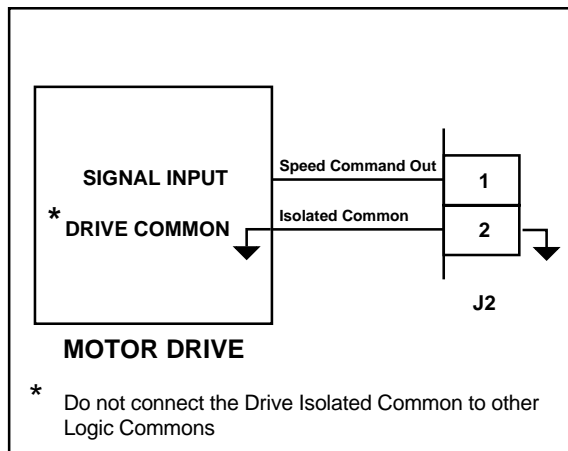 Speed Command Out
SIGNAL INPUT
1
Isolated Common
* DRIVE COMMON
2
J2
MOTOR DRIVE
* Do not connect the Drive Isolated Common to other
Logic Commons